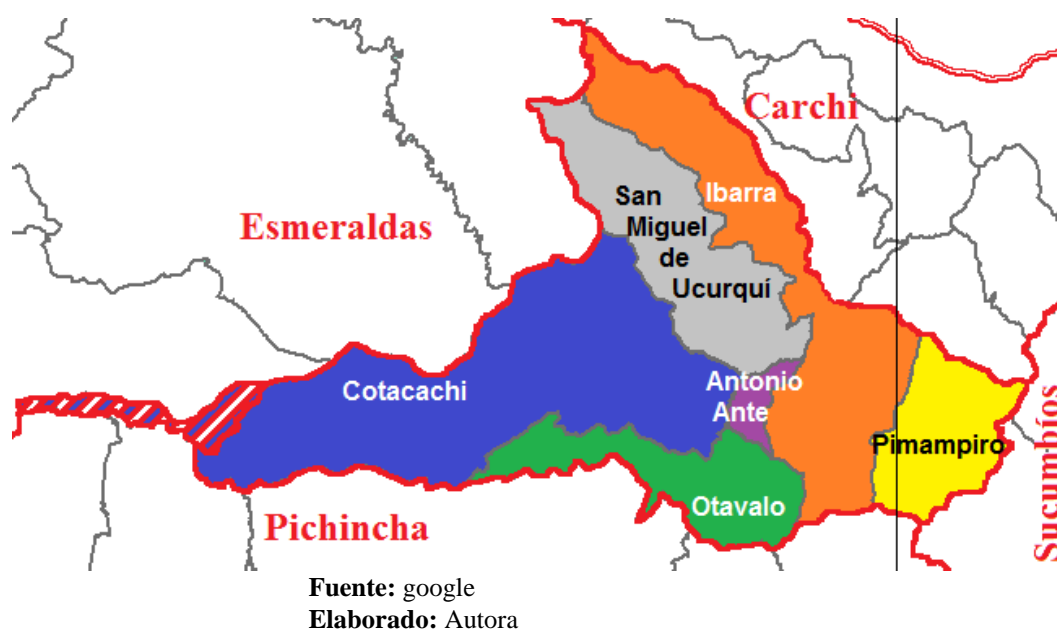 Carchi
Ibarra
San
Miguel
de
Ucurquí
Esmeraldas
Cotacachi
Antonio
Ante
Pimampiro
Otavalo
Pichincha
Sucumbíos
Fuente: google
Elaborado: Autora